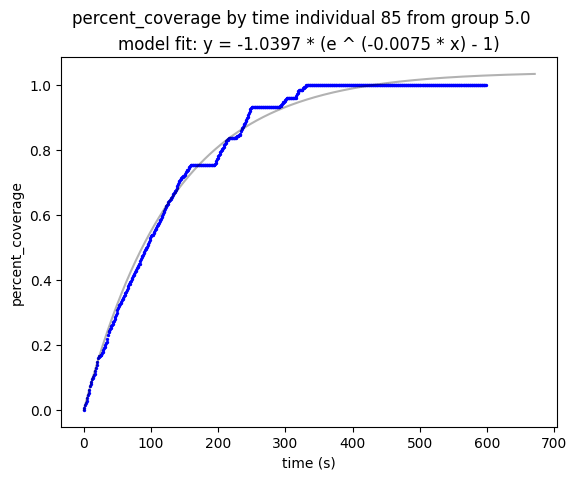 percent_coverage by time individual 85 from group 5.0
model fit: y = -1.0397 * (e ^ (-0.0075 * x) - 1)
percent_coverage
1.0
0.8
0.6
0.4
0.2
0.0
0 100 200 300 400 500 600 700
time (s)